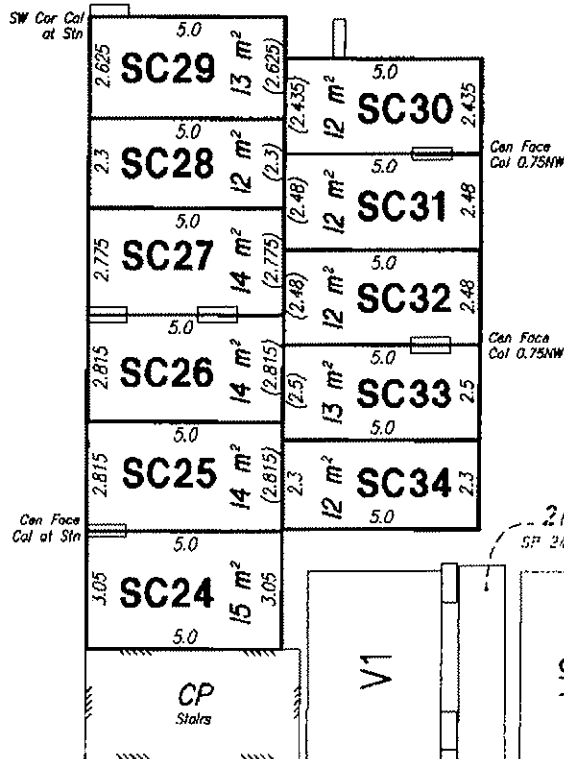 SW Cor Col
at Stn
5.0
2.625
SC29
13 m²
(2.625)
5.0
2.3
SC28
12 m²
(2.3)
5.0
2.775
SC27
14 m²
(2.775)
5.0
2.815
SC26
14 m²
(2.815)
5.0
2.815
SC25
14 m²
(2.815)
Cen Face
Col at Stn
5.0
3.05
SC24
15 m²
3.05
5.0
CP
Stairs
5.0
(2.435)
12 m²
SC30
2.435
Cen Face
Col 0.75NW
5.0
(2.48)
12 m²
SC31
2.48
5.0
(2.48)
12 m²
SC32
2.48
Cen Face
Col 0.75NW
5.0
(2.5)
13 m²
SC33
2.5
5.0
2.3
12 m²
SC34
2.3
5.0
V1